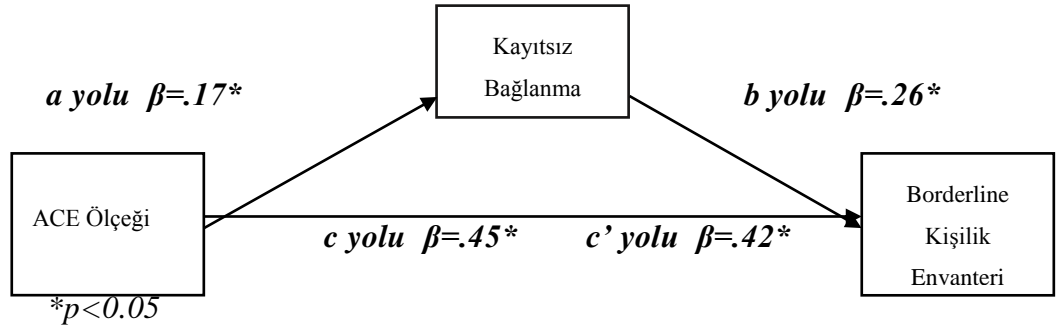 Kayıtsız
Bağlanma
a yolu β=.17*
b yolu β=.26*
ACE Ölçeği
Borderline
Kişilik
Envanteri
c yolu β=.45*
c’ yolu β=.42*
*p<0.05